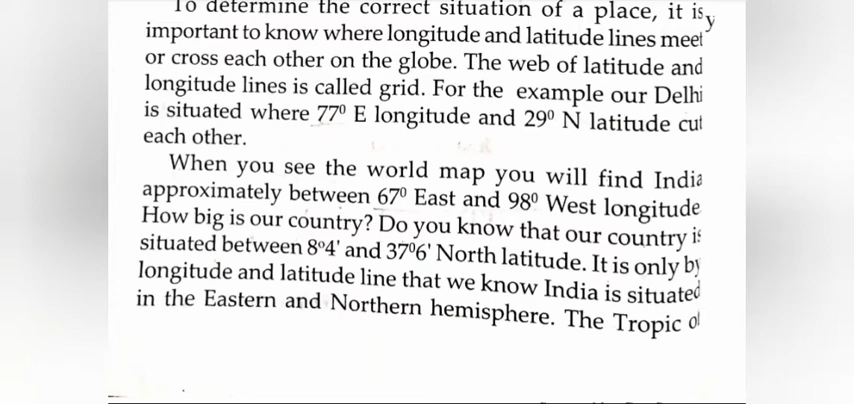 To determine the correct situation of a place, it is
important to know where longitude and latitude lines meet
or cross each other on the globe. The web of latitude and
longitude lines is called grid. For the example our Delhi
is situated where 77⁰ E longitude and 29⁰ N latitude cut
each other.
When you see the world map you will find India
approximately between 67⁰ East and 98⁰ West longitude
How big is our country? Do you know that our country is
situated between 8⁰4' and 37⁰6' North latitude. It is only by
longitude and latitude line that we know India is situated
in the Eastern and Northern hemisphere. The Tropic of